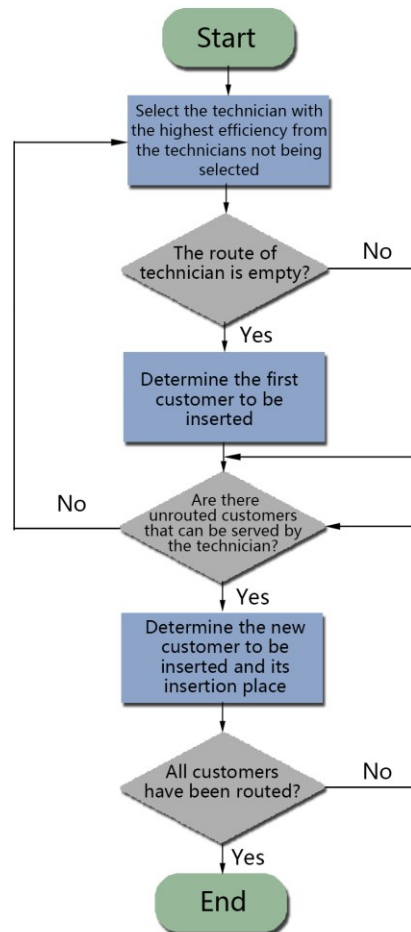 Start
Select the technician with
the highest efficiency from
the technicians not being
selected
The route of
technician is empty?
No
Yes
Determine the first
customer to be
inserted
No
Are there
unrouted customers
that can be served by
the technician?
Yes
Determine the new
customer to be
inserted and its
insertion place
All customers
have been routed?
No
Yes
End